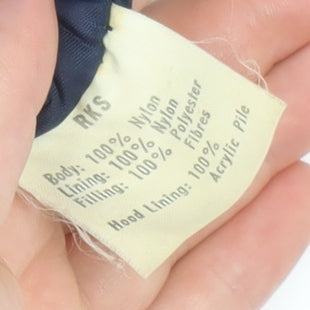 RKS
Body: 100% Nylon
Lining: 100% Nylon
Filling: 100% Polyester
Fibres
Hood Lining: 100%
Acrylic Pile